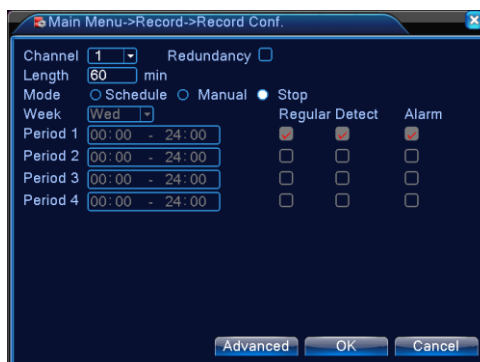 Main Menu->Record->Record Conf.
Channel 1 Redundancy
Length 60 min
Mode Schedule Manual Stop
Week Wed Regular Detect Alarm
Period 1 00:00 - 24:00
Period 2 00:00 - 24:00
Period 3 00:00 - 24:00
Period 4 00:00 - 24:00
Advanced OK Cancel